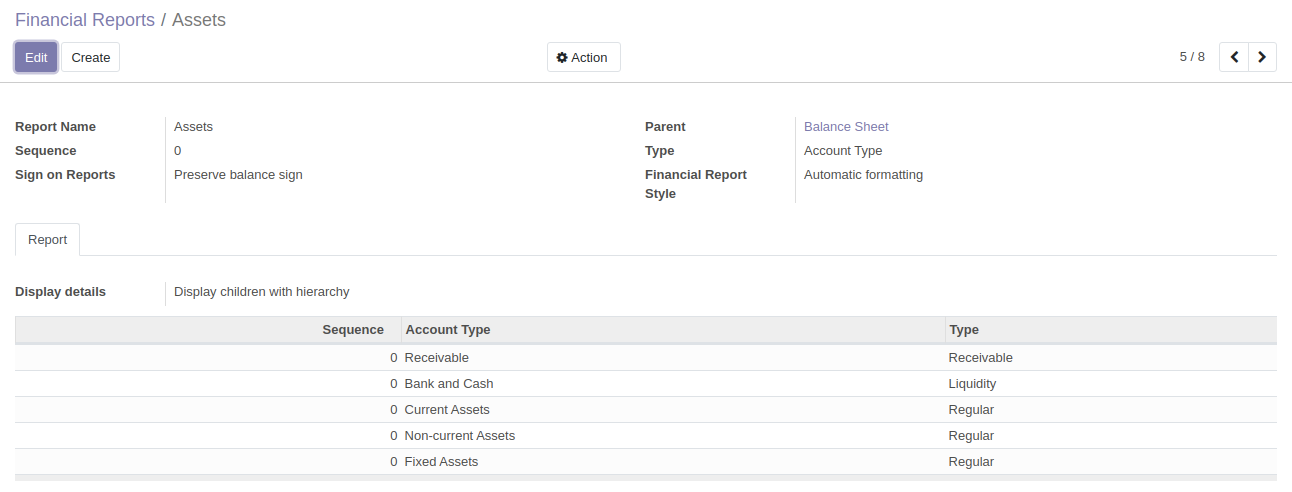 Financial Reports / Assets
Edit Create Action 5 / 8
Report Name Assets Parent Balance Sheet
Sequence 0 Type Account Type
Sign on Reports Preserve balance sign Financial Report Style Automatic formatting
Report
Display details Display children with hierarchy
Sequence Account Type Type
0 Receivable Receivable
0 Bank and Cash Liquidity
0 Current Assets Regular
0 Non-current Assets Regular
0 Fixed Assets Regular